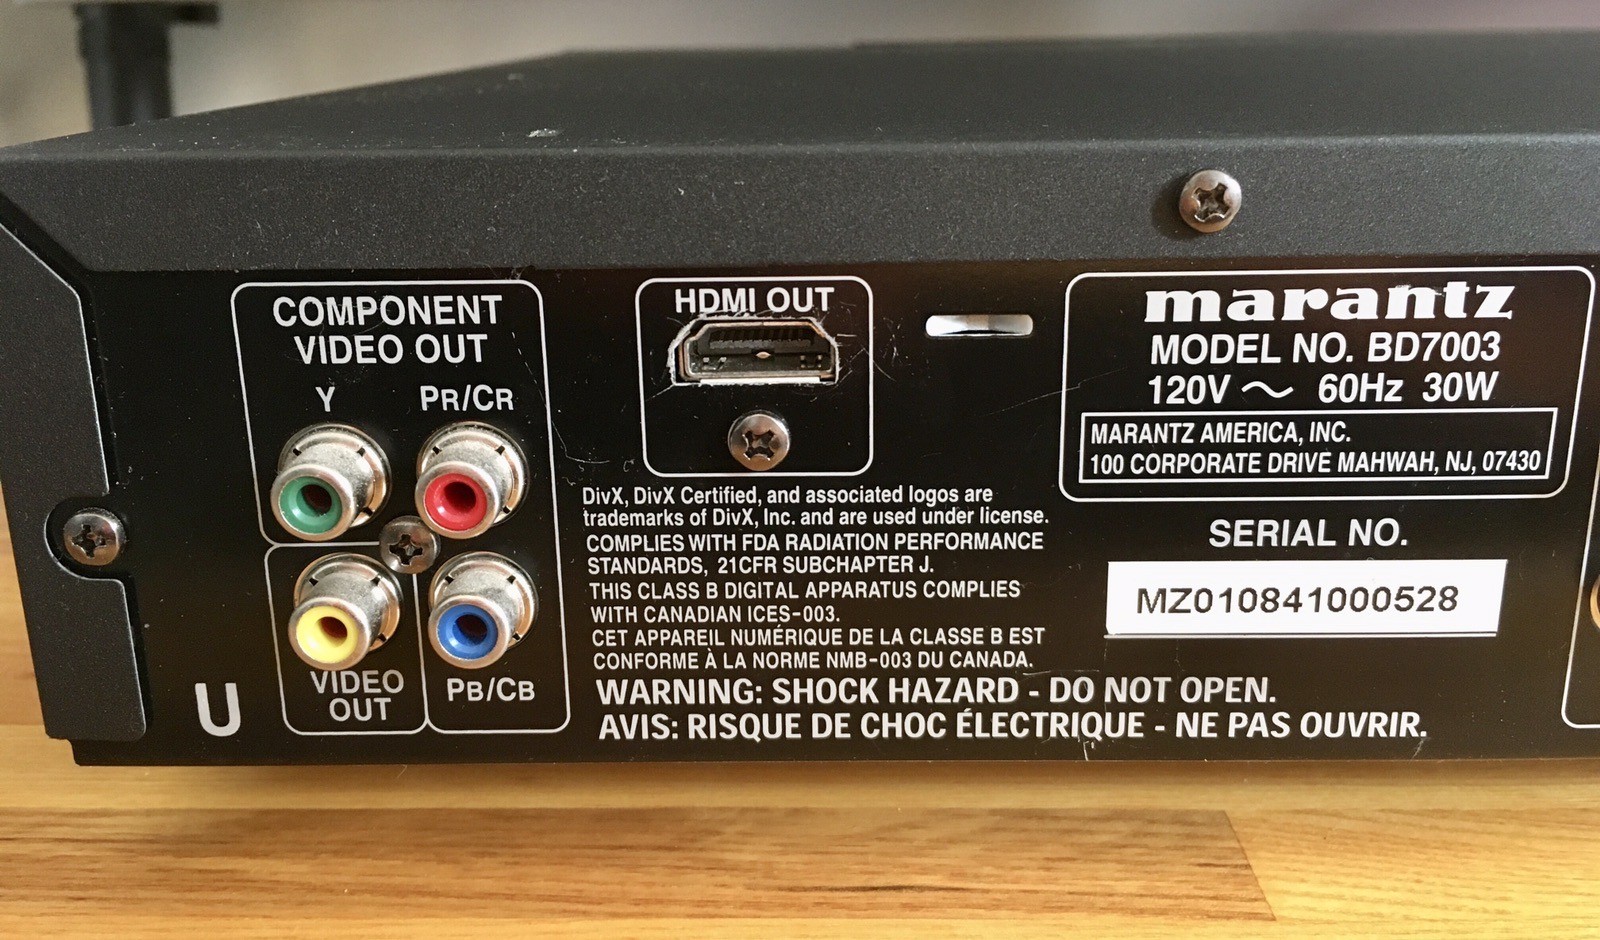 COMPONENT
VIDEO OUT
Y PR/CR
VIDEO
OUT
PB/CB
U
HDMI OUT
DivX, DivX Certified, and associated logos are
trademarks of DivX, Inc. and are used under license.
COMPLIES WITH FDA RADIATION PERFORMANCE
STANDARDS, 21CFR SUBCHAPTER J.
THIS CLASS B DIGITAL APPARATUS COMPLIES
WITH CANADIAN ICES-003.
CET APPAREIL NUMÉRIQUE DE LA CLASSE B EST
CONFORME À LA NORME NMB-003 DU CANADA.
WARNING: SHOCK HAZARD - DO NOT OPEN.
AVIS: RISQUE DE CHOC ÉLECTRIQUE - NE PAS OUVRIR.
marantz
MODEL NO. BD7003
120V ~ 60Hz 30W
MARANTZ AMERICA, INC.
100 CORPORATE DRIVE MAHWAH, NJ, 07430
SERIAL NO.
MZ010841000528